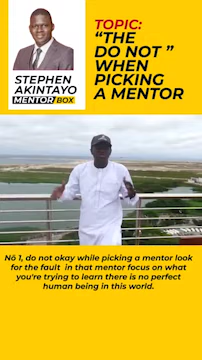 TOPIC:
“THE
DO NOT ”
WHEN
PICKING
A MENTOR
STEPHEN
AKINTAYO
MENTOR BOX
Nō 1, do not okay while picking a mentor look
for the fault in that mentor focus on what
you're trying to learn there is no perfect
human being in this world.